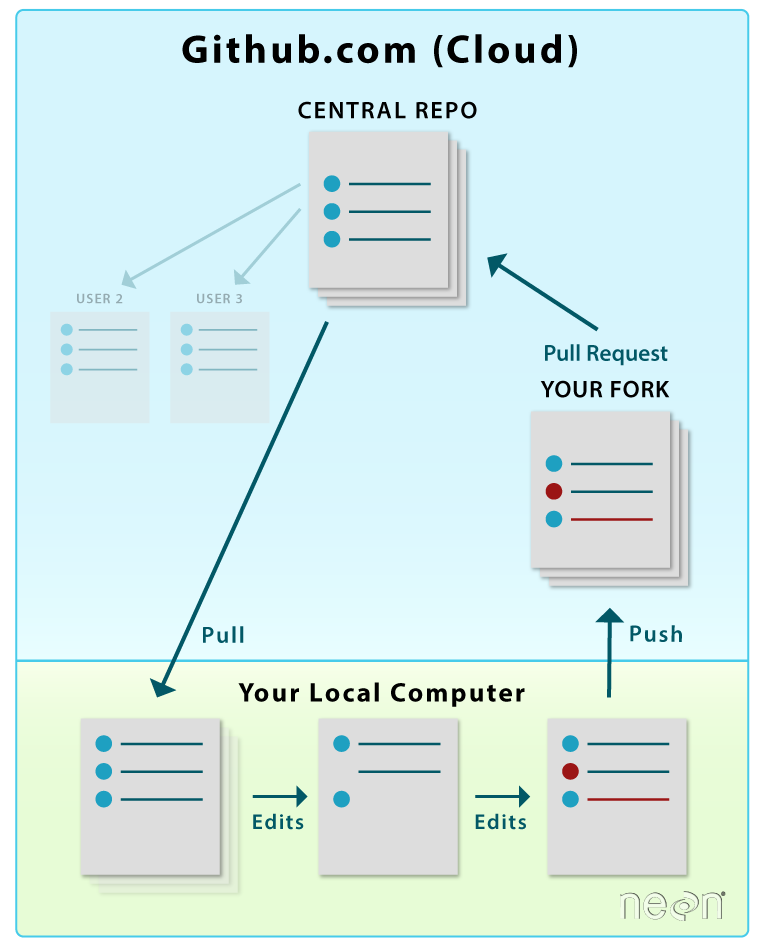 Github.com (Cloud)
CENTRAL REPO
USER 2
USER 3
Pull Request
YOUR FORK
Pull
Push
Your Local Computer
Edits
Edits
neon